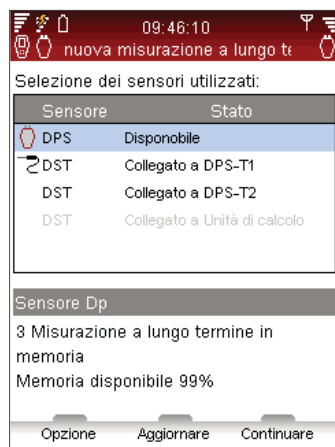 09:46:10
nuova misurazione a lungo te
Selezione dei sensori utilizzati:
Sensore Stato
DPS Disponobile
DST Collegato a DPS-T1
DST Collegato a DPS-T2
DST Collegato a Unità di calcolo
Sensore Dp
3 Misurazione a lungo termine in
memoria
Memoria disponibile 99%
Opzione Aggiornare Continuare